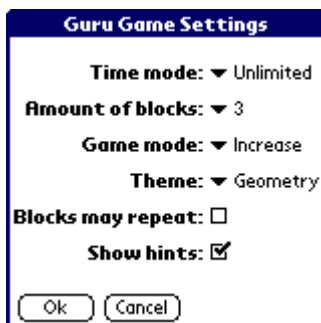 Guru Game Settings
Time mode: Unlimited
Amount of blocks: 3
Game mode: Increase
Theme: Geometry
Blocks may repeat:
Show hints:
Ok Cancel